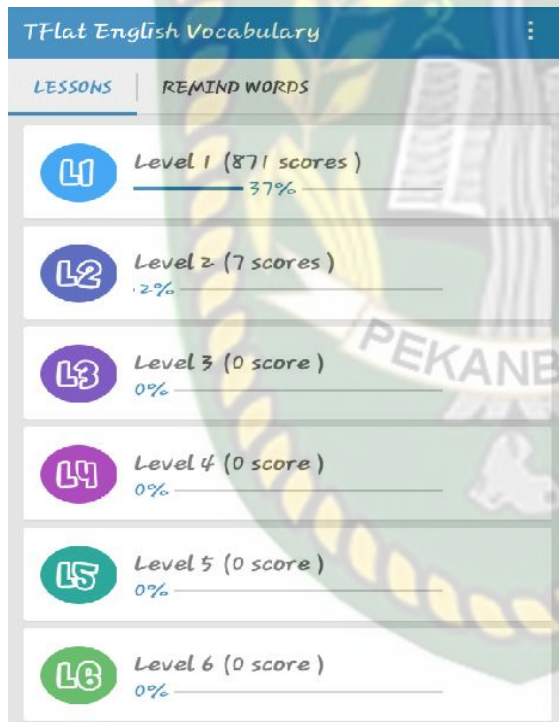 TFlat English Vocabulary
LESSONS REMIND WORDS
L1 Level 1 (871 scores)
37%
L2 Level 2 (7 scores)
2%
L3 Level 3 (0 score)
0%
PEKANB
L4 Level 4 (0 score)
0%
L5 Level 5 (0 score)
0%
L6 Level 6 (0 score)
0%